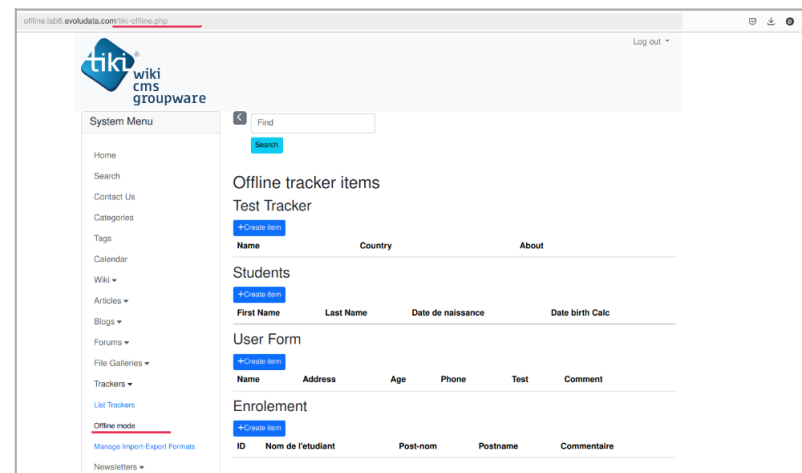 offline.lab8.evoludata.com/tiki-offline.php
Log out
tiki®
wiki
cms
groupware
System Menu
Find
Search
Home
Search
Contact Us
Categories
Tags
Calendar
Wiki
Articles
Blogs
Forums
File Galleries
Trackers
List Trackers
Offline mode
Manage Import-Export Formats
Newsletters
Offline tracker items
Test Tracker
+Create item
Name Country About
Students
+Create item
First Name Last Name Date de naissance Date birth Calc
User Form
+Create item
Name Address Age Phone Test Comment
Enrolement
+Create item
ID Nom de l'etudiant Post-nom Postname Commentaire